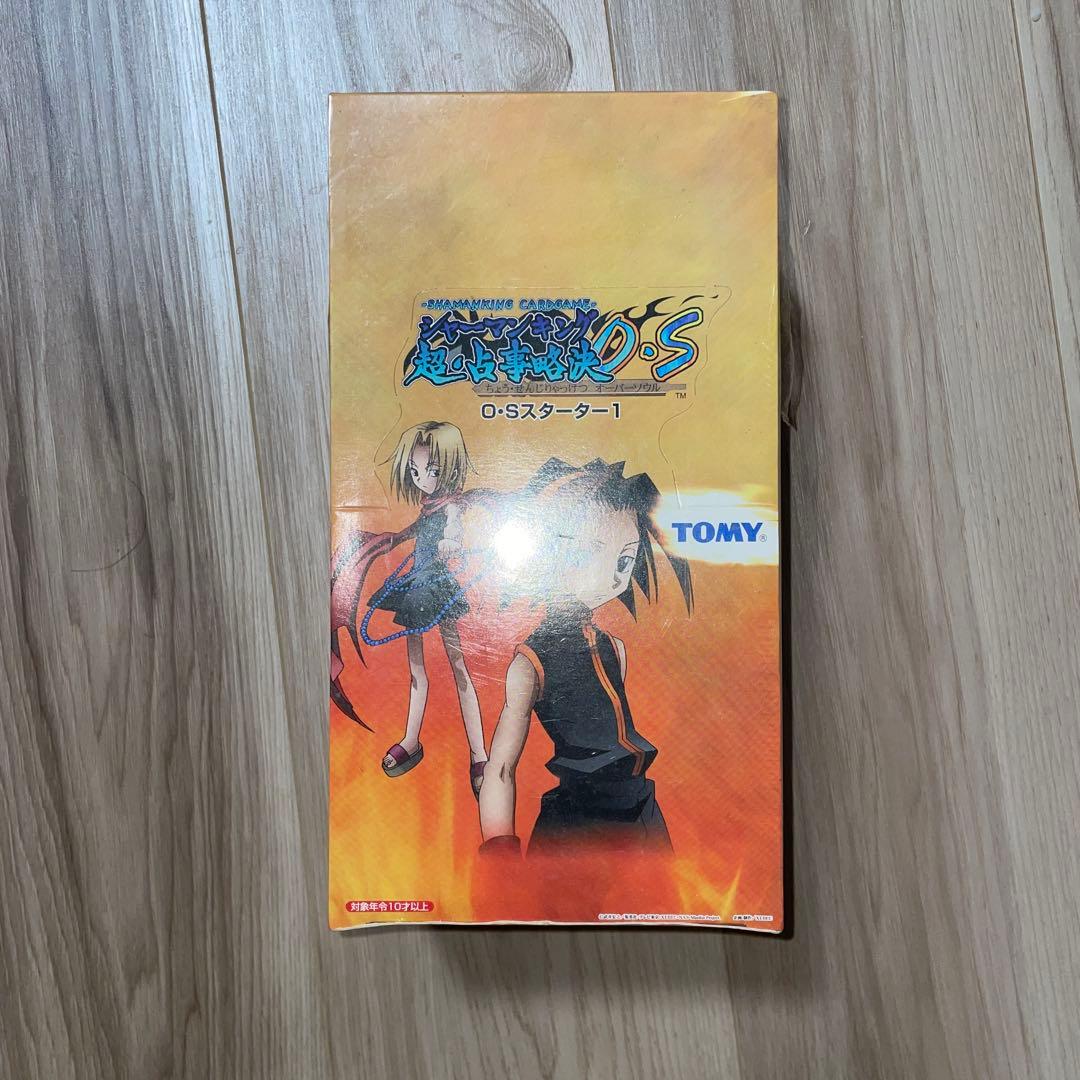 -SHAMANKING CARDGAME-
シャーマンキング
超・占事略決 O・S
ちょう・せんじりゃっけつ オーバーソウル
TM
O・Sスターター1
TOMY®
対象年令10才以上